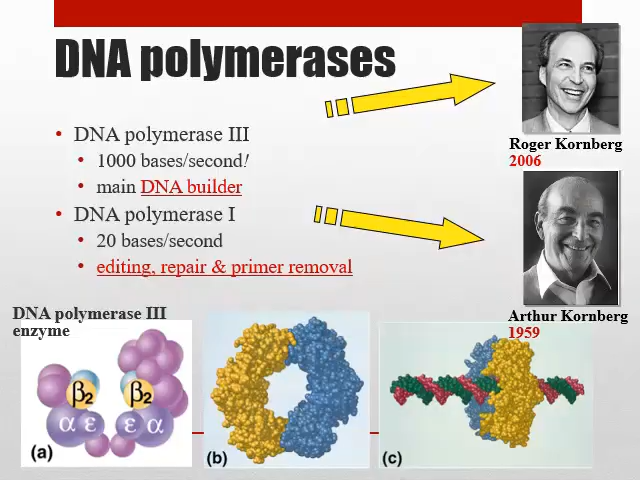 DNA polymerases
• DNA polymerase III
• 1000 bases/second!
• main DNA builder
• DNA polymerase I
• 20 bases/second
• editing, repair & primer removal
Roger Kornberg
2006
Arthur Kornberg
1959
DNA polymerase III
enzyme
β2 β2
α ε ε α
(a)
(b)
(c)